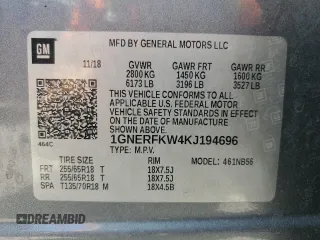 GM
MFD BY GENERAL MOTORS LLC
11/18 GVWR GAWR FRT GAWR RR
2800 KG 1450 KG 1600 KG
6173 LB 3196 LB 3527 LB
THIS VEHICLE CONFORMS TO ALL APPLICABLE
U.S. FEDERAL MOTOR
VEHICLE SAFETY STANDARDS
IN EFFECT ON THE DATE OF
MANUFACTURE SHOWN ABOVE.
1GNERFKW4KJ194696
464C TYPE: M.P.V. MODEL: 461NB56
TIRE SIZE RIM
FRT 255/65R18 T 18X7.5J
RR 255/65R18 T 18X7.5J
SPA T135/70R18 M 18X4.5B